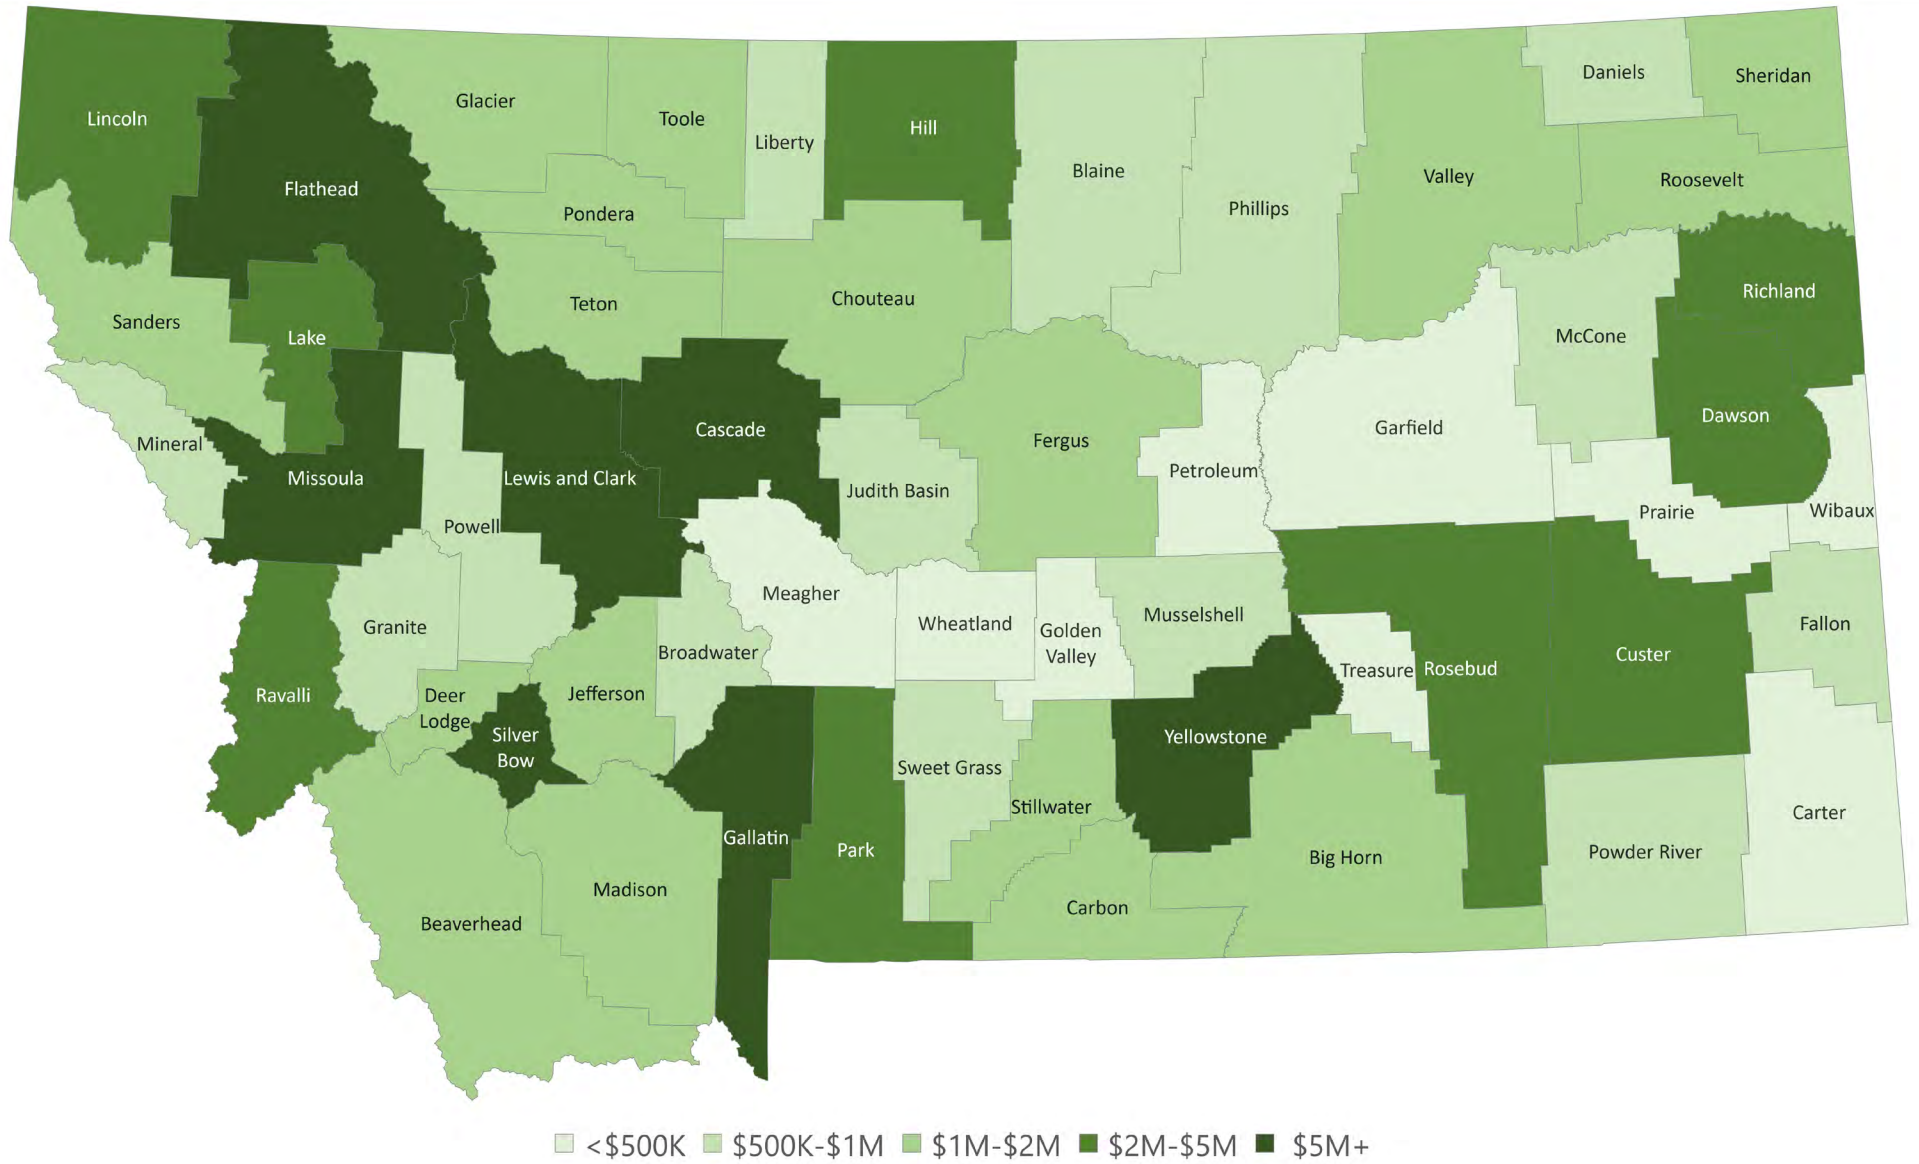 Lincoln
Flathead
Glacier
Toole
Liberty
Hill
Blaine
Phillips
Valley
Daniels
Sheridan
Roosevelt
Pondera
Teton
Chouteau
Richland
McCone
Sanders
Lake
Mineral
Missoula
Powell
Lewis and Clark
Cascade
Judith Basin
Fergus
Petroleum
Garfield
Dawson
Prairie
Wibaux
Granite
Meagher
Wheatland
Golden
Valley
Musselshell
Treasure
Rosebud
Custer
Fallon
Broadwater
Ravalli
Deer
Lodge
Silver
Bow
Jefferson
Sweet Grass
Stillwater
Yellowstone
Gallatin
Park
Big Horn
Powder River
Carter
Beaverhead
Madison
Carbon
<$500K $500K-$1M $1M-$2M $2M-$5M $5M+